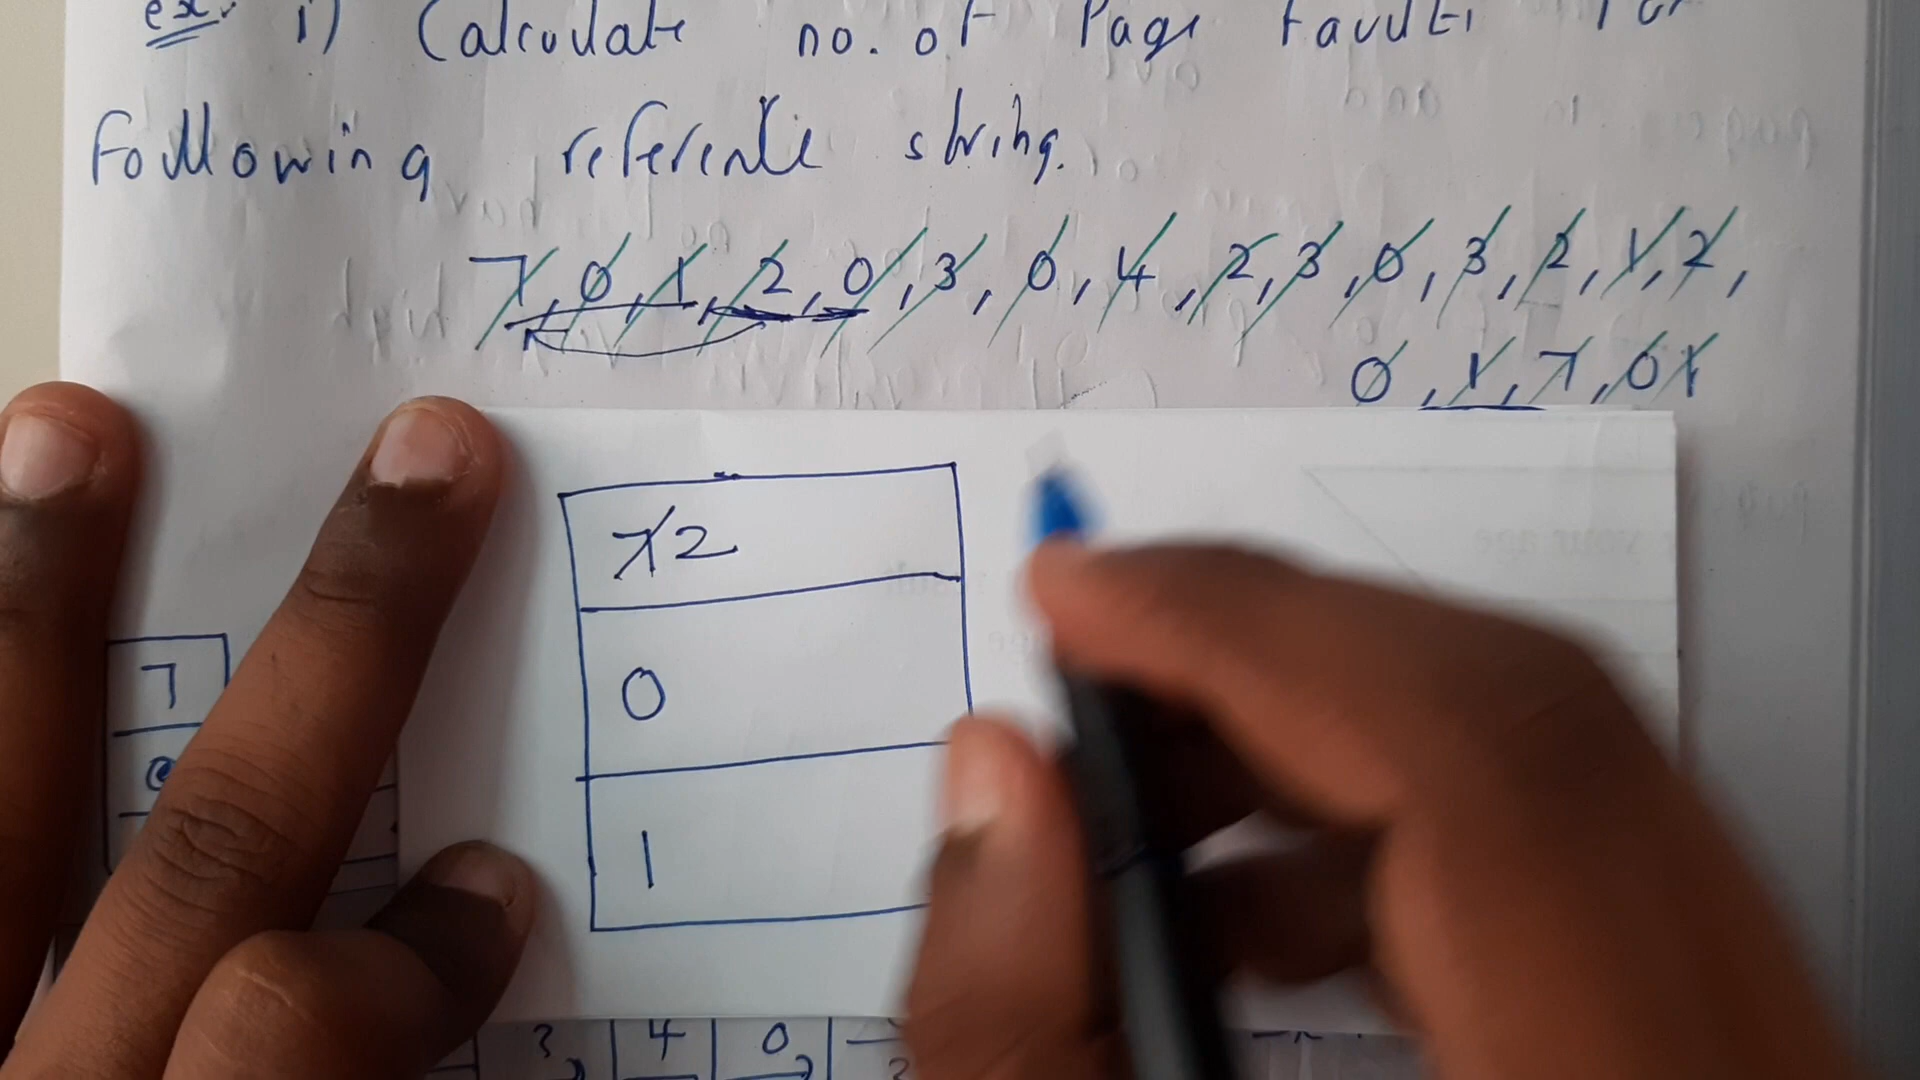 ex. i) Calculate no. of Page Fault For
Following reference string.
7, 0, 1, 2, 0, 3, 0, 4, 2, 3, 0, 3, 2, 1, 2,
0, 1, 7, 0 1
7 2
0
1
7
3 4 0